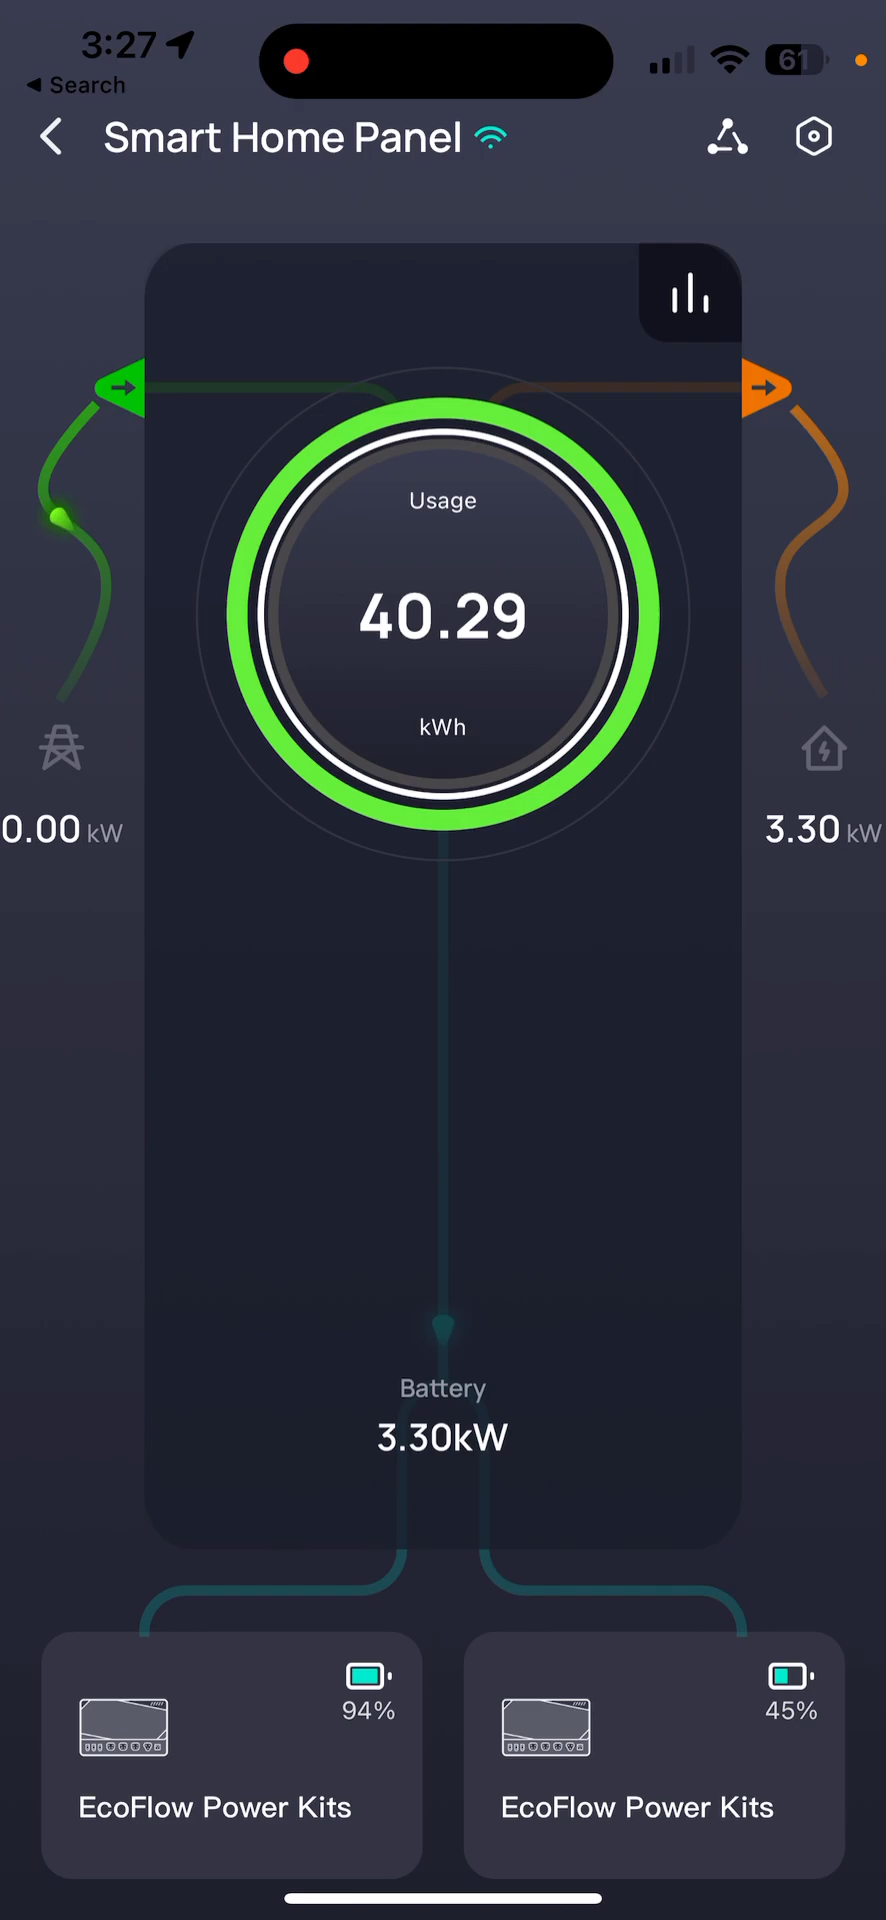 3:27
61
◀ Search
Smart Home Panel
Usage
40.29
kWh
0.00 kW
3.30 kW
Battery
3.30kW
94%
45%
EcoFlow Power Kits
EcoFlow Power Kits